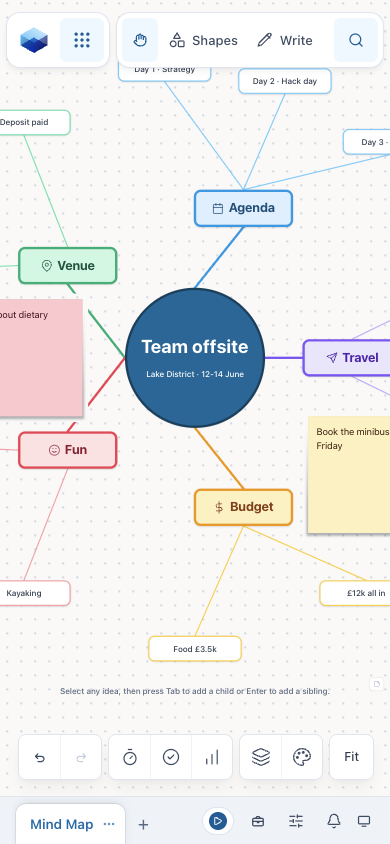 Shapes
Write
Day 1 · Strategy
Day 2 · Hack day
Deposit paid
Day 3 ·
Agenda
Venue
out dietary
Team offsite
Lake District · 12–14 June
Travel
Book the minibus
Friday
Fun
Budget
Kayaking
£12k all in
Food £3.5k
Select any idea, then press Tab to add a child or Enter to add a sibling.
Fit
Mind Map